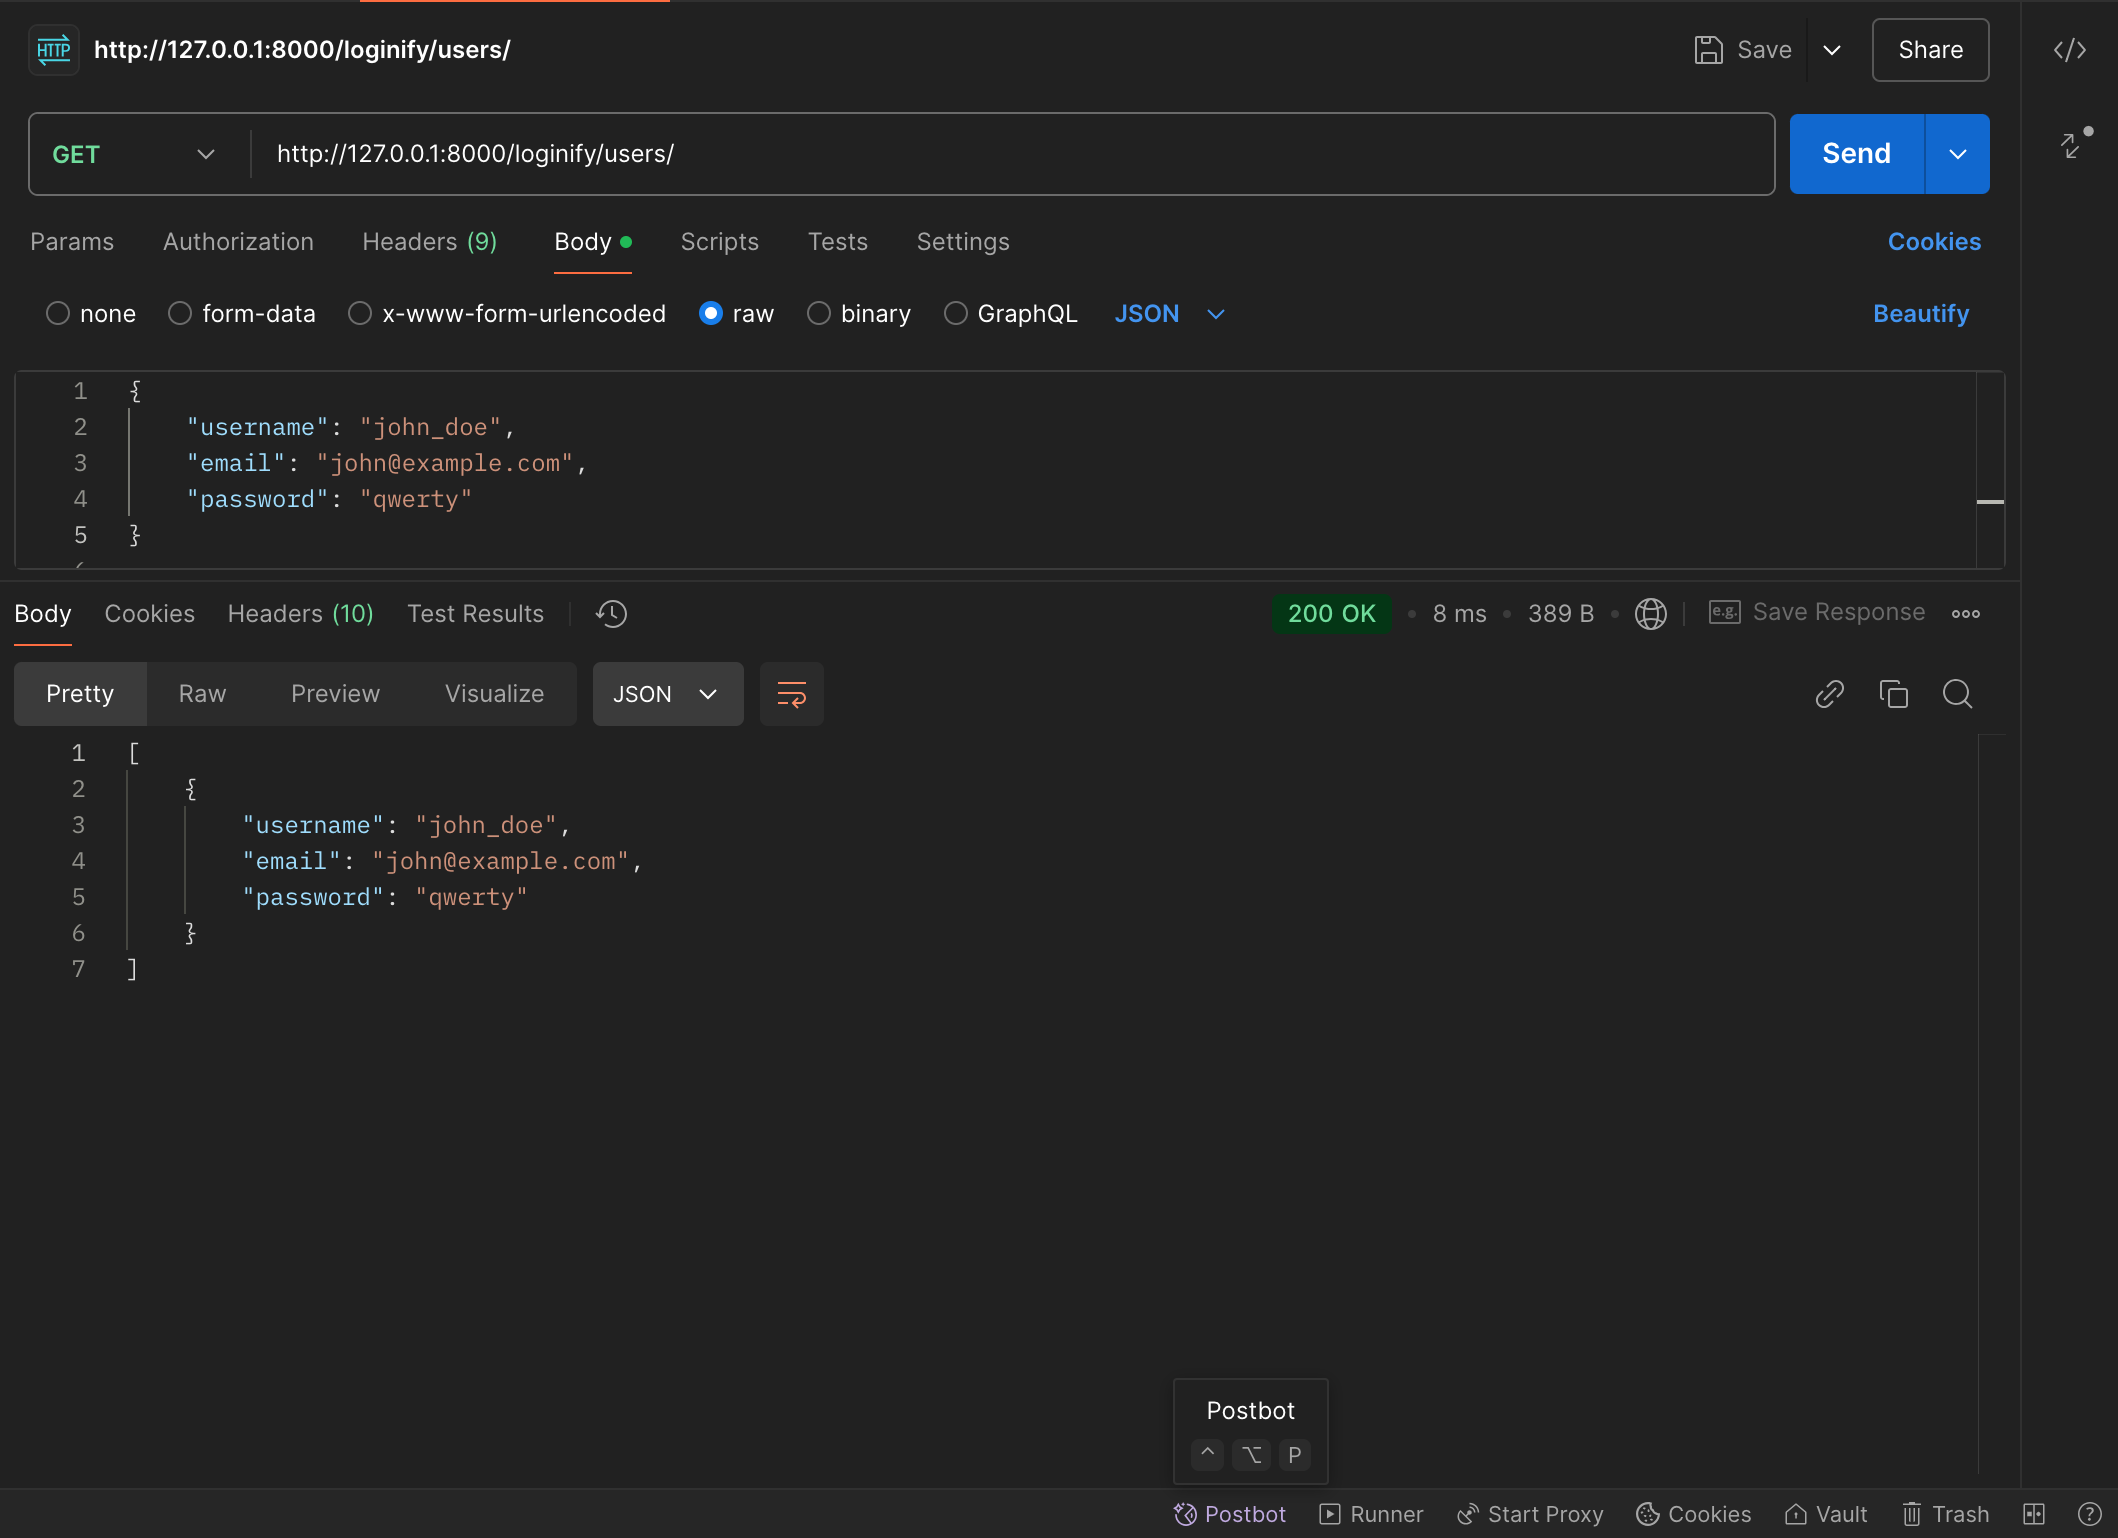 HTTP http://127.0.0.1:8000/loginify/users/ Save Share
GET http://127.0.0.1:8000/loginify/users/ Send
Params Authorization Headers (9) Body Scripts Tests Settings Cookies
none form-data x-www-form-urlencoded raw binary GraphQL JSON Beautify
1 {
2 "username": "john_doe",
3 "email": "john@example.com",
4 "password": "qwerty"
5 }
Body Cookies Headers (10) Test Results 200 OK • 8 ms • 389 B • e.g. Save Response
Pretty Raw Preview Visualize JSON
1 [
2 {
3 "username": "john_doe",
4 "email": "john@example.com",
5 "password": "qwerty"
6 }
7 ]
Postbot
^ ⌥ P
Postbot Runner Start Proxy Cookies Vault Trash ?